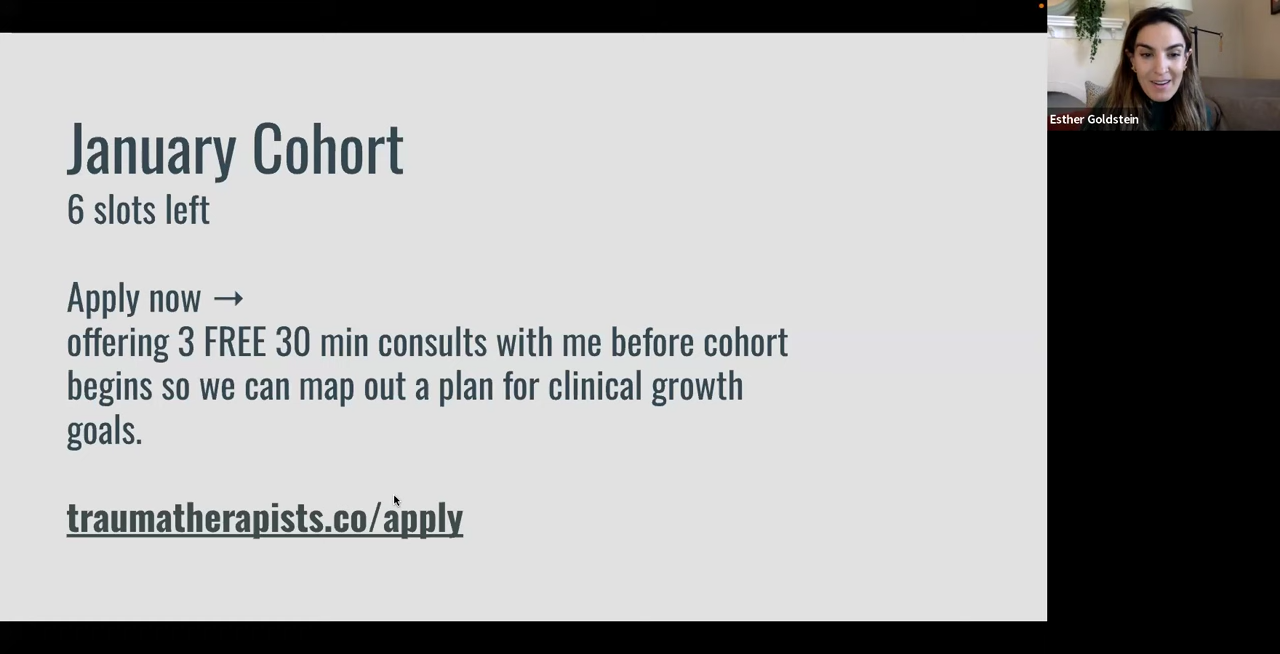 January Cohort
6 slots left
Apply now →
offering 3 FREE 30 min consults with me before cohort
begins so we can map out a plan for clinical growth
goals.
traumatherapists.co/apply
Esther Goldstein